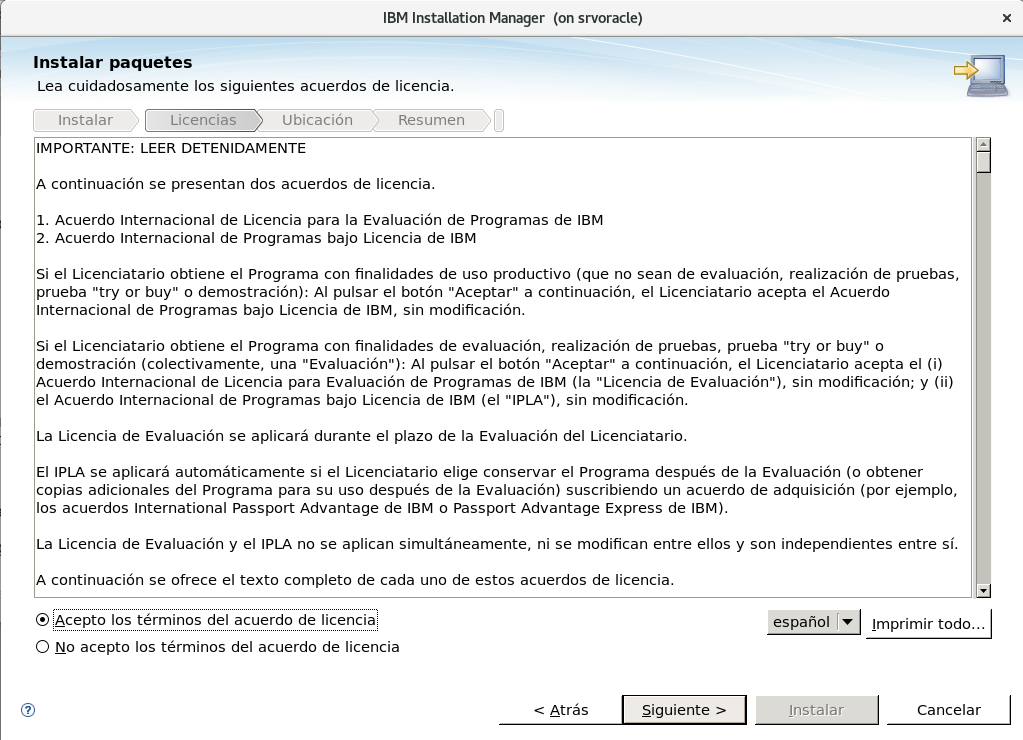 IBM Installation Manager (on srvoracle)
Instalar paquetes
Lea cuidadosamente los siguientes acuerdos de licencia.
Instalar Licencias Ubicación Resumen
IMPORTANTE: LEER DETENIDAMENTE
A continuación se presentan dos acuerdos de licencia.
1. Acuerdo Internacional de Licencia para la Evaluación de Programas de IBM
2. Acuerdo Internacional de Programas bajo Licencia de IBM
Si el Licenciatario obtiene el Programa con finalidades de uso productivo (que no sean de evaluación, realización de pruebas,
prueba "try or buy" o demostración): Al pulsar el botón "Aceptar" a continuación, el Licenciatario acepta el Acuerdo
Internacional de Programas bajo Licencia de IBM, sin modificación.
Si el Licenciatario obtiene el Programa con finalidades de evaluación, realización de pruebas, prueba "try or buy" o
demostración (colectivamente, una "Evaluación"): Al pulsar el botón "Aceptar" a continuación, el Licenciatario acepta el (i)
Acuerdo Internacional de Licencia para Evaluación de Programas de IBM (la "Licencia de Evaluación"), sin modificación; y (ii)
el Acuerdo Internacional de Programas bajo Licencia de IBM (el "IPLA"), sin modificación.
La Licencia de Evaluación se aplicará durante el plazo de la Evaluación del Licenciatario.
El IPLA se aplicará automáticamente si el Licenciatario elige conservar el Programa después de la Evaluación (o obtener
copias adicionales del Programa para su uso después de la Evaluación) suscribiendo un acuerdo de adquisición (por ejemplo,
los acuerdos International Passport Advantage de IBM o Passport Advantage Express de IBM).
La Licencia de Evaluación y el IPLA no se aplican simultáneamente, ni se modifican entre ellos y son independientes entre sí.
A continuación se ofrece el texto completo de cada uno de estos acuerdos de licencia.
Acepto los términos del acuerdo de licencia
español Imprimir todo...
No acepto los términos del acuerdo de licencia
? < Atrás Siguiente > Instalar Cancelar